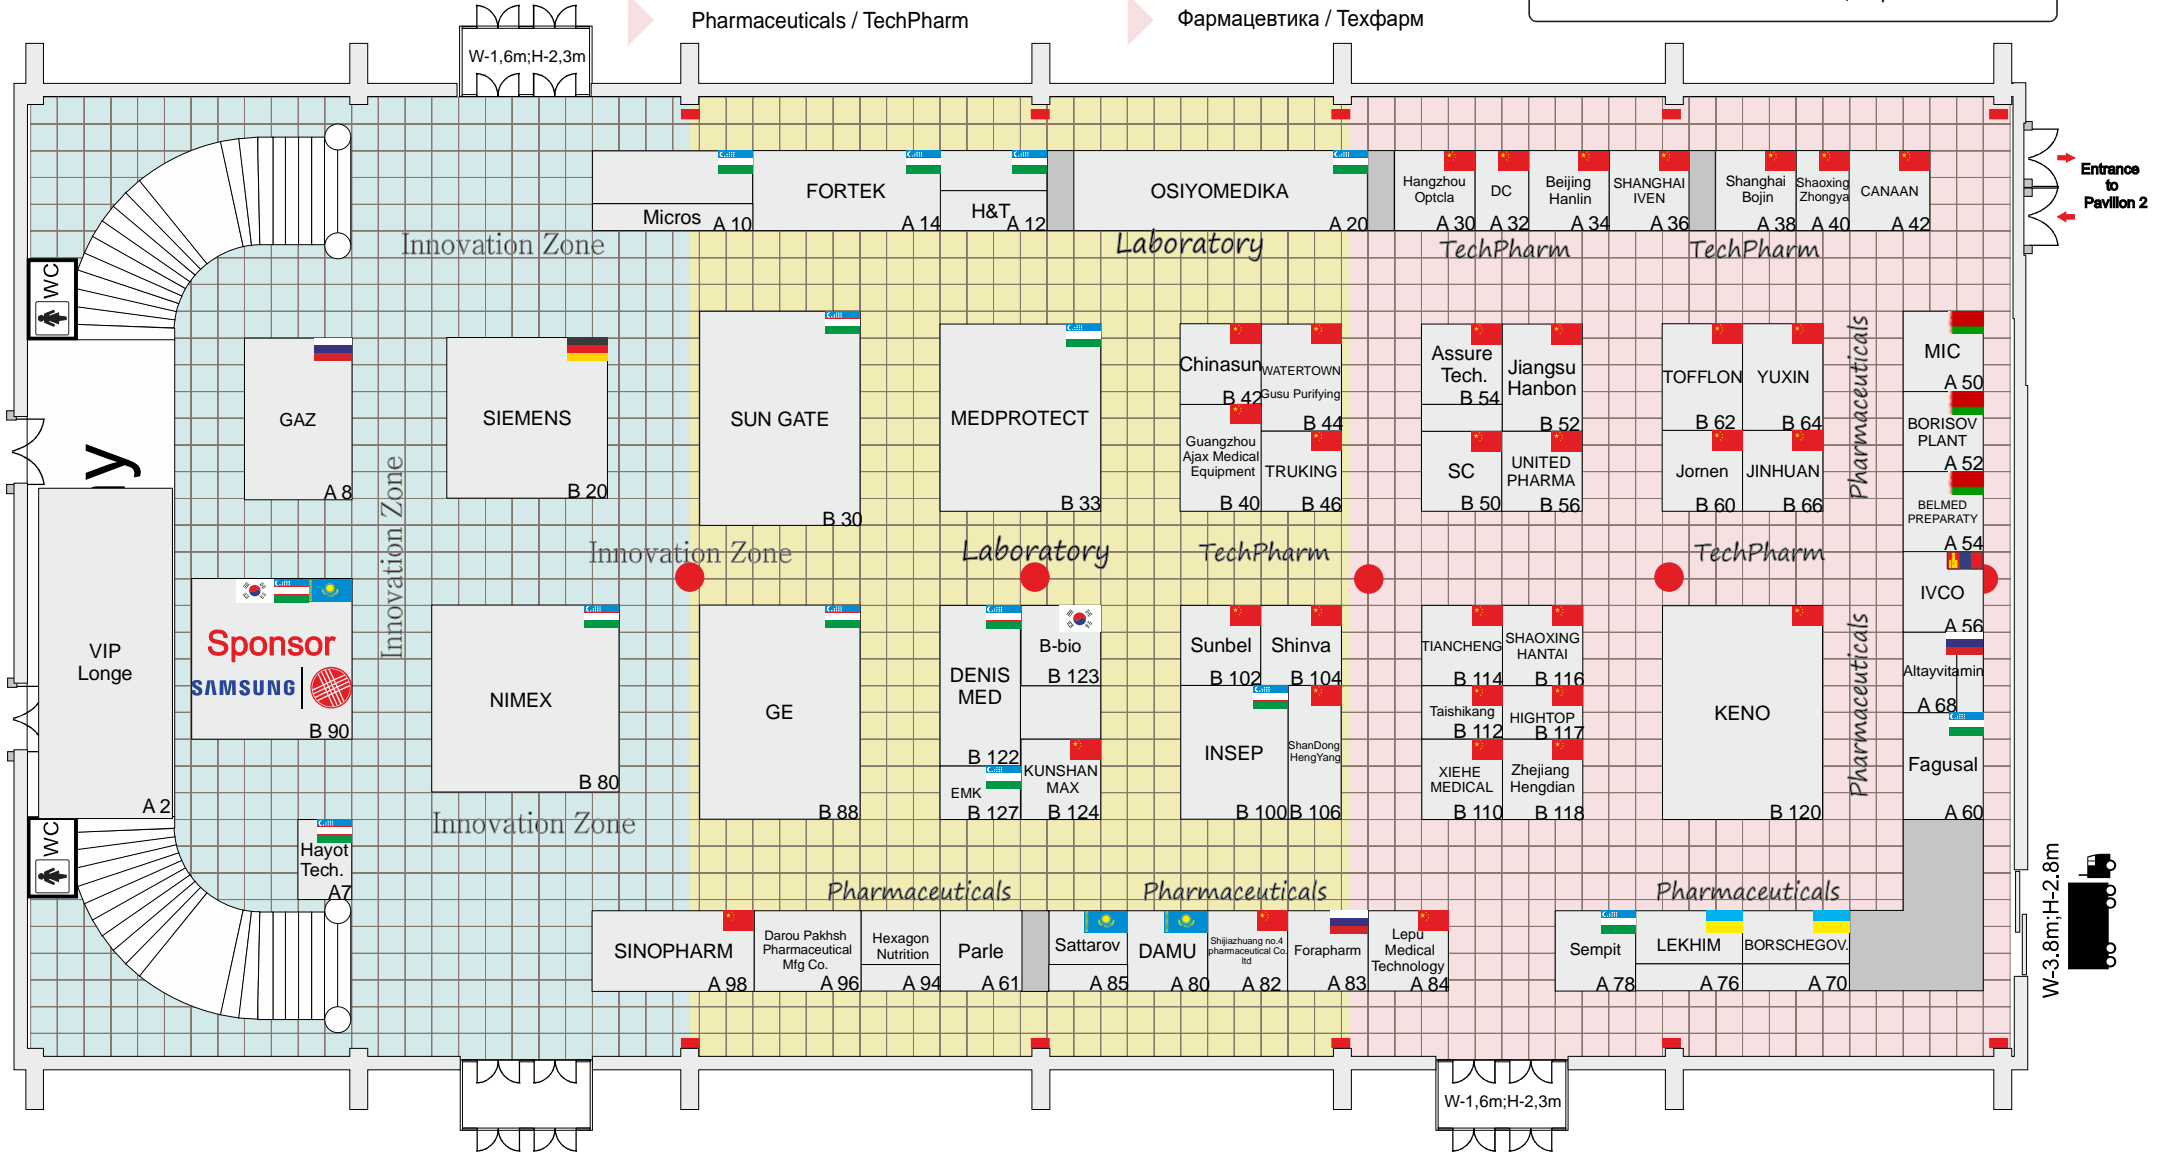 Pharmaceuticals / TechPharm
Фармацевтика / Техфарм
W-1,6m;H-2,3m
Micros
A 10
FORTEK
A 14
H&T
A 12
OSIYOMEDIKA
A 20
Hangzhou
Optcla
A 30
DC
A 32
Beijing
Hanlin
A 34
SHANGHAI
IVEN
A 36
Shanghai
Bojin
A 38
Shaoxing
Zhongya
A 40
CANAAN
A 42
Entrance
to
Pavilion 2
Innovation Zone
Laboratory
TechPharm
TechPharm
WC
GAZ
A 8
SIEMENS
B 20
SUN GATE
B 30
MEDPROTECT
B 33
Chinasun
B 42
WATERTOWN
Gusu Purifying
B 44
Guangzhou
Ajax Medical
Equipment
B 40
TRUKING
B 46
Assure
Tech.
B 54
Jiangsu
Hanbon
B 52
SC
B 50
UNITED
PHARMA
B 56
TOFFLON
B 62
YUXIN
B 64
Jornen
B 60
JINHUAN
B 66
Pharmaceuticals
MIC
A 50
BORISOV
PLANT
A 52
BELMED
PREPARATY
A 54
IVCO
A 56
Altayvitamin
A 68
Fagusal
A 60
Innovation Zone
Innovation Zone
Laboratory
TechPharm
TechPharm
VIP
Longe
A 2
Sponsor
SAMSUNG
B 90
NIMEX
B 80
GE
B 88
DENIS
MED
B 122
B-bio
B 123
EMK
B 127
KUNSHAN
MAX
B 124
Sunbel
B 102
Shinva
B 104
INSEP
B 100
ShanDong
HengYang
B 106
TIANCHENG
B 114
SHAOXING
HANTAI
B 116
Taishikang
B 112
HIGHTOP
B 117
XIEHE
MEDICAL
B 110
Zhejiang
Hengdian
B 118
KENO
B 120
Pharmaceuticals
WC
Hayot
Tech.
A7
Innovation Zone
Pharmaceuticals
Pharmaceuticals
Pharmaceuticals
SINOPHARM
A 98
Darou Pakhsh
Pharmaceutical
Mfg Co.
A 96
Hexagon
Nutrition
A 94
Parle
A 61
Sattarov
A 85
DAMU
A 80
Shijiazhuang no.4
pharmaceutical Co.
ltd
A 82
Forapharm
A 83
Lepu
Medical
Technology
A 84
Sempit
A 78
LEKHIM
A 76
BORSCHEGOV.
A 70
W-3.8m;H-2.8m
W-1,6m;H-2,3m